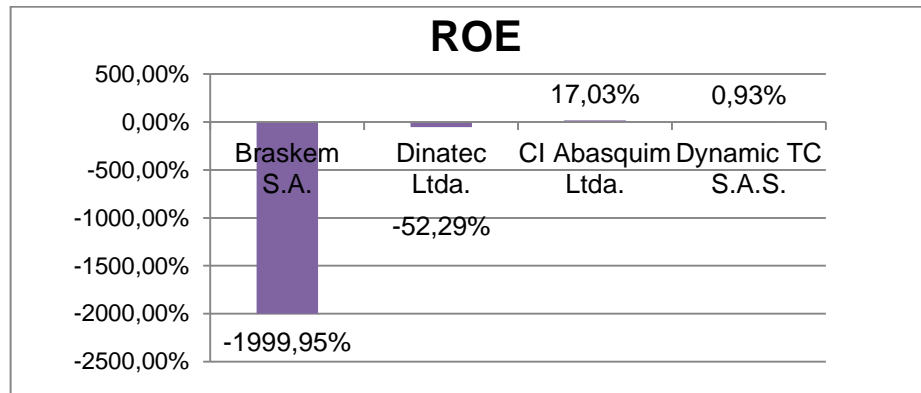 ROE
500,00%
0,00%
-500,00%
-1000,00%
-1500,00%
-2000,00%
-2500,00%
17,03%
0,93%
Braskem
S.A.
Dinatec
Ltda.
CI Abasquim
Ltda.
Dynamic TC
S.A.S.
-52,29%
-1999,95%